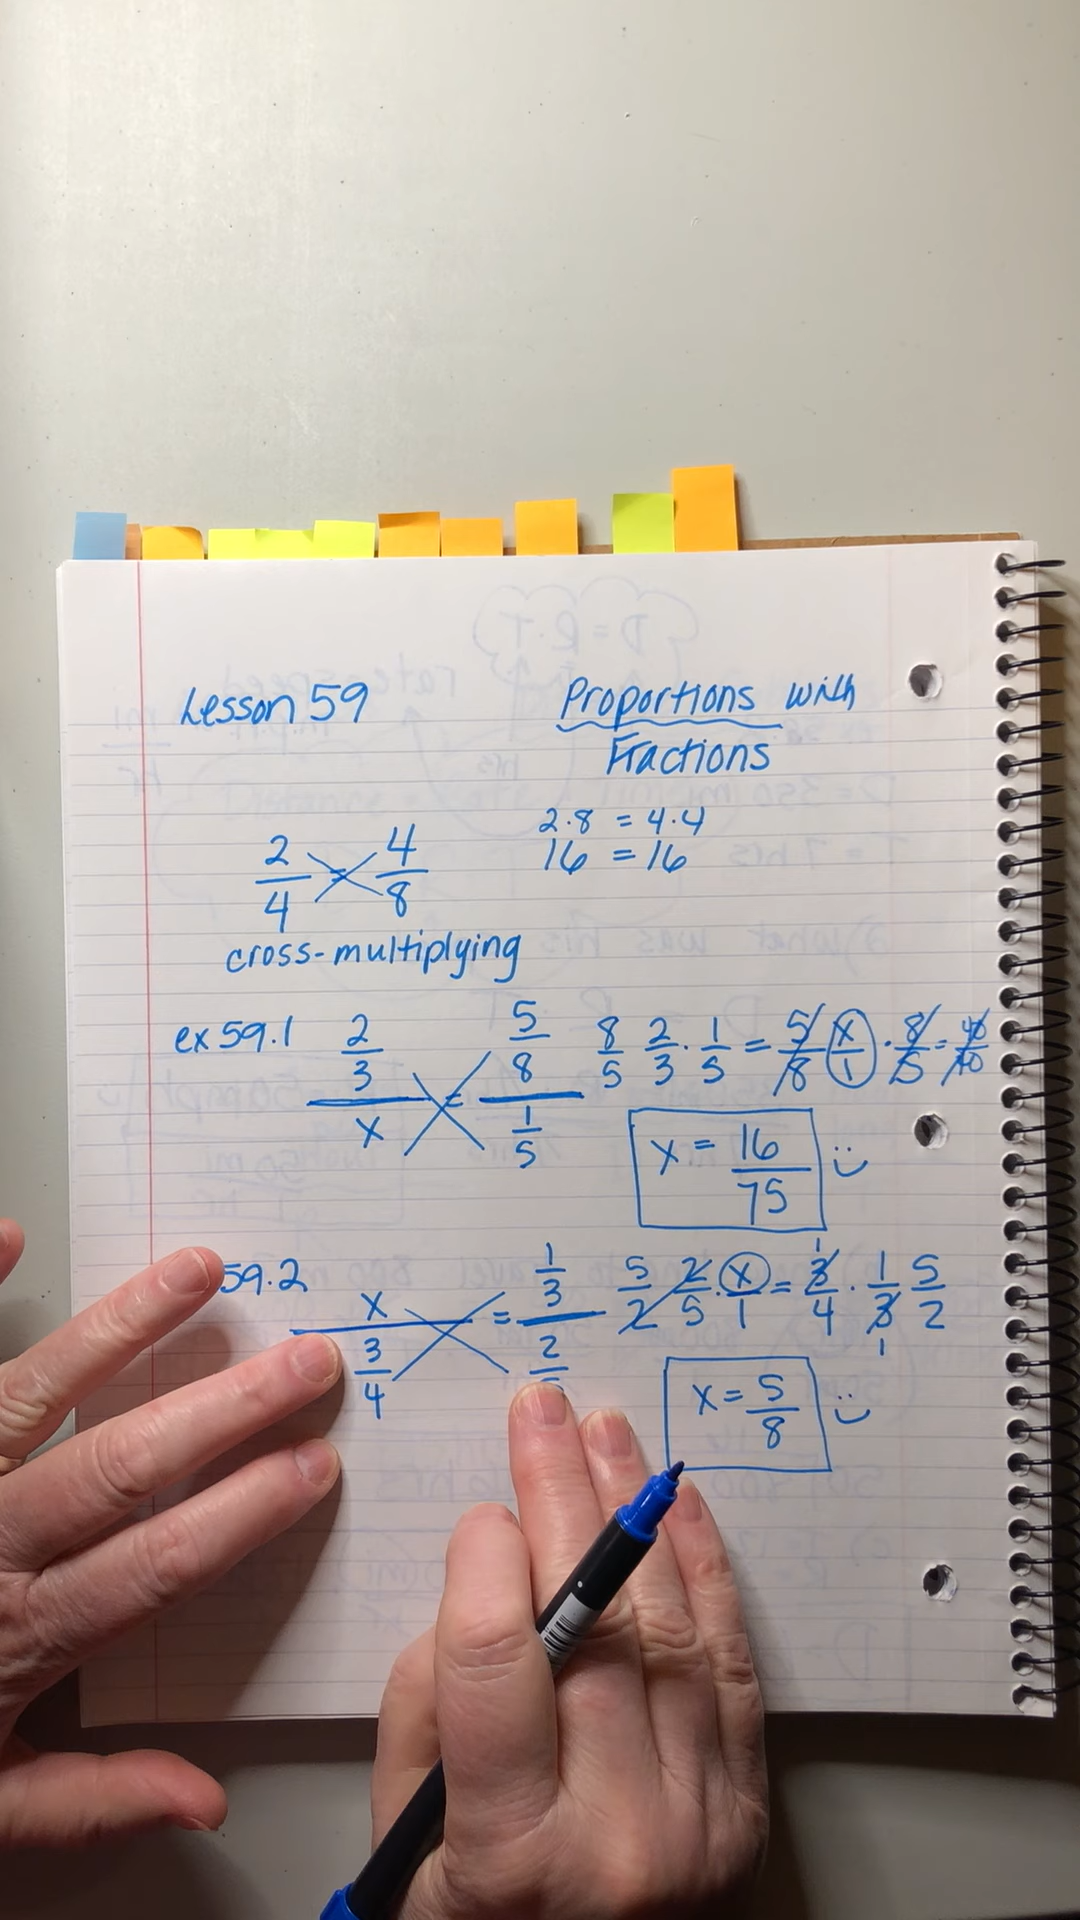 Lesson 59
Proportions with
Fractions
2/4 = 4/8
2·8 = 4·4
16 = 16
cross-multiplying
ex 59.1
2/3 / x = 5/8 / 1/5
8/5 2/3 · 1/5 = 5/8 x/1 · 8/5 = 40/40
x = 16/75
59.2
x / 3/4 = 1/3 / 2/
5/2 2/5 · x/1 = 1 3/4 · 1/3 1 5/2
x = 5/8